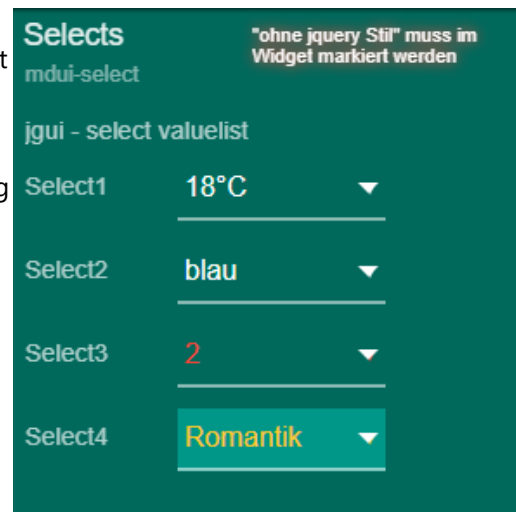 Selects
"ohne jquery Stil" muss im
Widget markiert werden
t
mdui-select
jgui - select valuelist
g
Select1 18°C
Select2 blau
Select3 2
Select4 Romantik